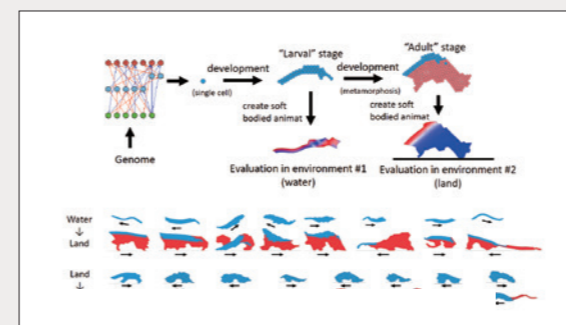 "Larval" stage
"Adult" stage
development
(single cell)
development
(metamorphosis)
create soft
bodied animat
create soft
bodied animat
Genome
Evaluation in environment #1
(water)
Evaluation in environment #2
(land)
Water
↓
Land
Land
↓